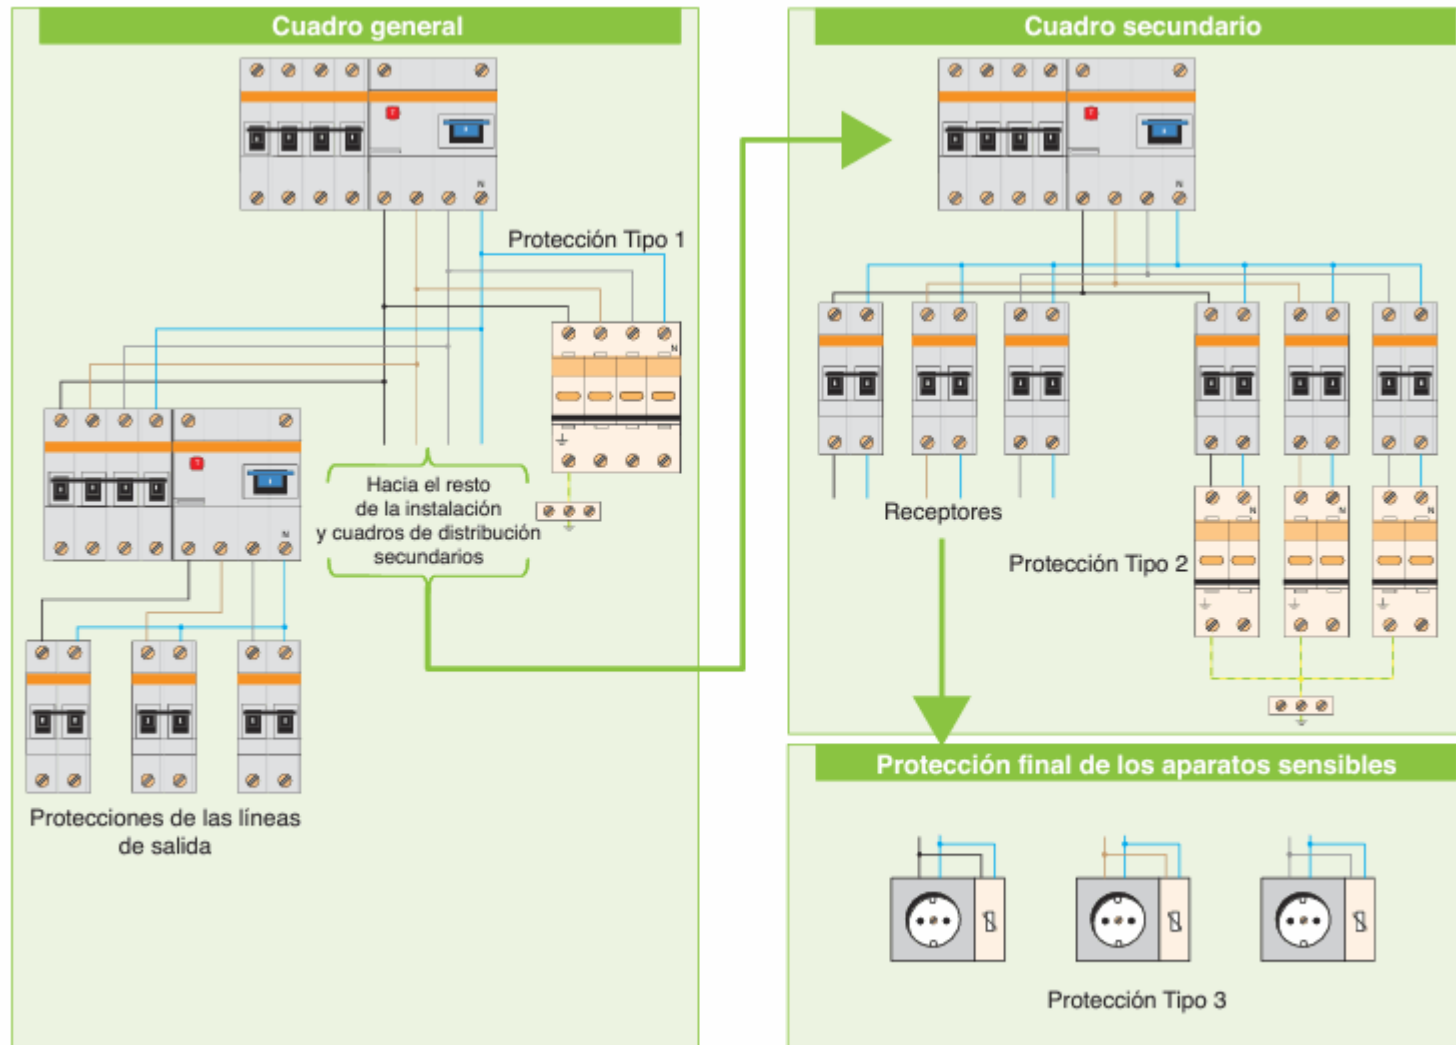 Cuadro general
N
Protección Tipo 1
N
Hacia el resto
de la instalación
y cuadros de distribución
secundarios
N
Protecciones de las líneas
de salida
Cuadro secundario
N
Receptores
N
N
N
Protección Tipo 2
Protección final de los aparatos sensibles
Protección Tipo 3